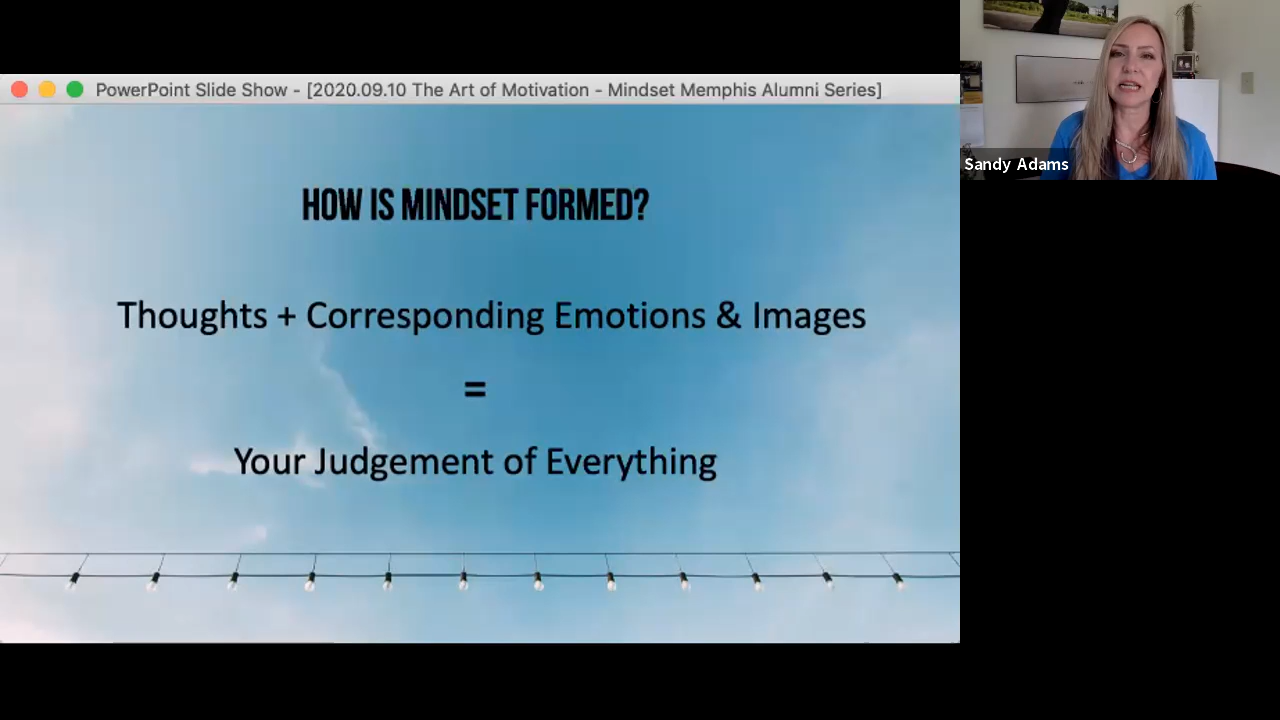 PowerPoint Slide Show - [2020.09.10 The Art of Motivation - Mindset Memphis Alumni Series]
HOW IS MINDSET FORMED?
Thoughts + Corresponding Emotions & Images
=
Your Judgement of Everything
Sandy Adams